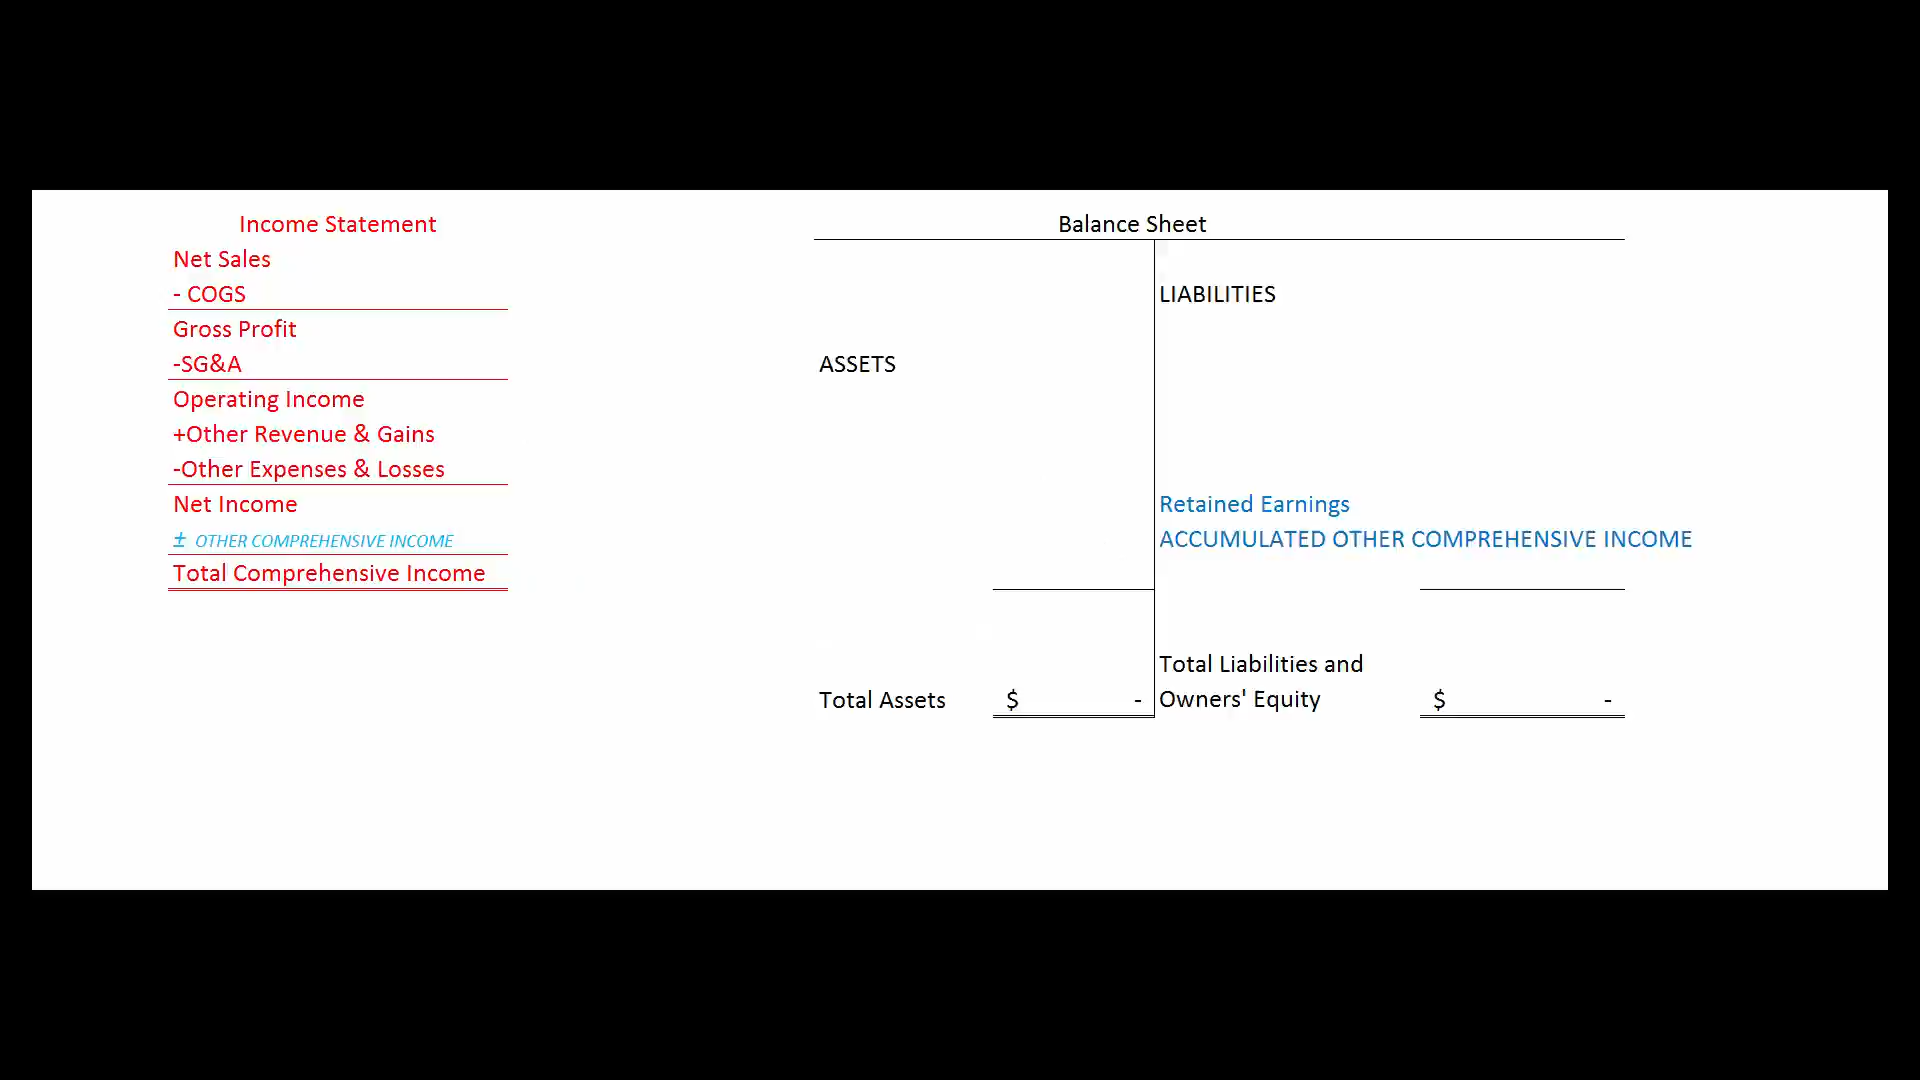 Income Statement
Net Sales
- COGS
Gross Profit
-SG&A
Operating Income
+Other Revenue & Gains
-Other Expenses & Losses
Net Income
± OTHER COMPREHENSIVE INCOME
Total Comprehensive Income
Balance Sheet
ASSETS
Total Assets $ -
LIABILITIES
Retained Earnings
ACCUMULATED OTHER COMPREHENSIVE INCOME
Total Liabilities and
Owners' Equity $ -